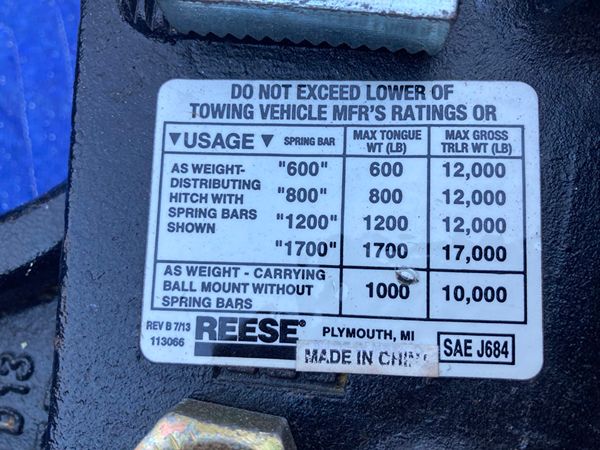 DO NOT EXCEED LOWER OF
TOWING VEHICLE MFR'S RATINGS OR
▼USAGE▼ SPRING BAR MAX TONGUE WT (LB) MAX GROSS TRLR WT (LB)
AS WEIGHT-
DISTRIBUTING
HITCH WITH
SPRING BARS
SHOWN
"600" 600 12,000
"800" 800 12,000
"1200" 1200 12,000
"1700" 1700 17,000
AS WEIGHT - CARRYING
BALL MOUNT WITHOUT
SPRING BARS
1000 10,000
REV B 7/13
113066
REESE®
PLYMOUTH, MI
MADE IN CHINA
SAE J684